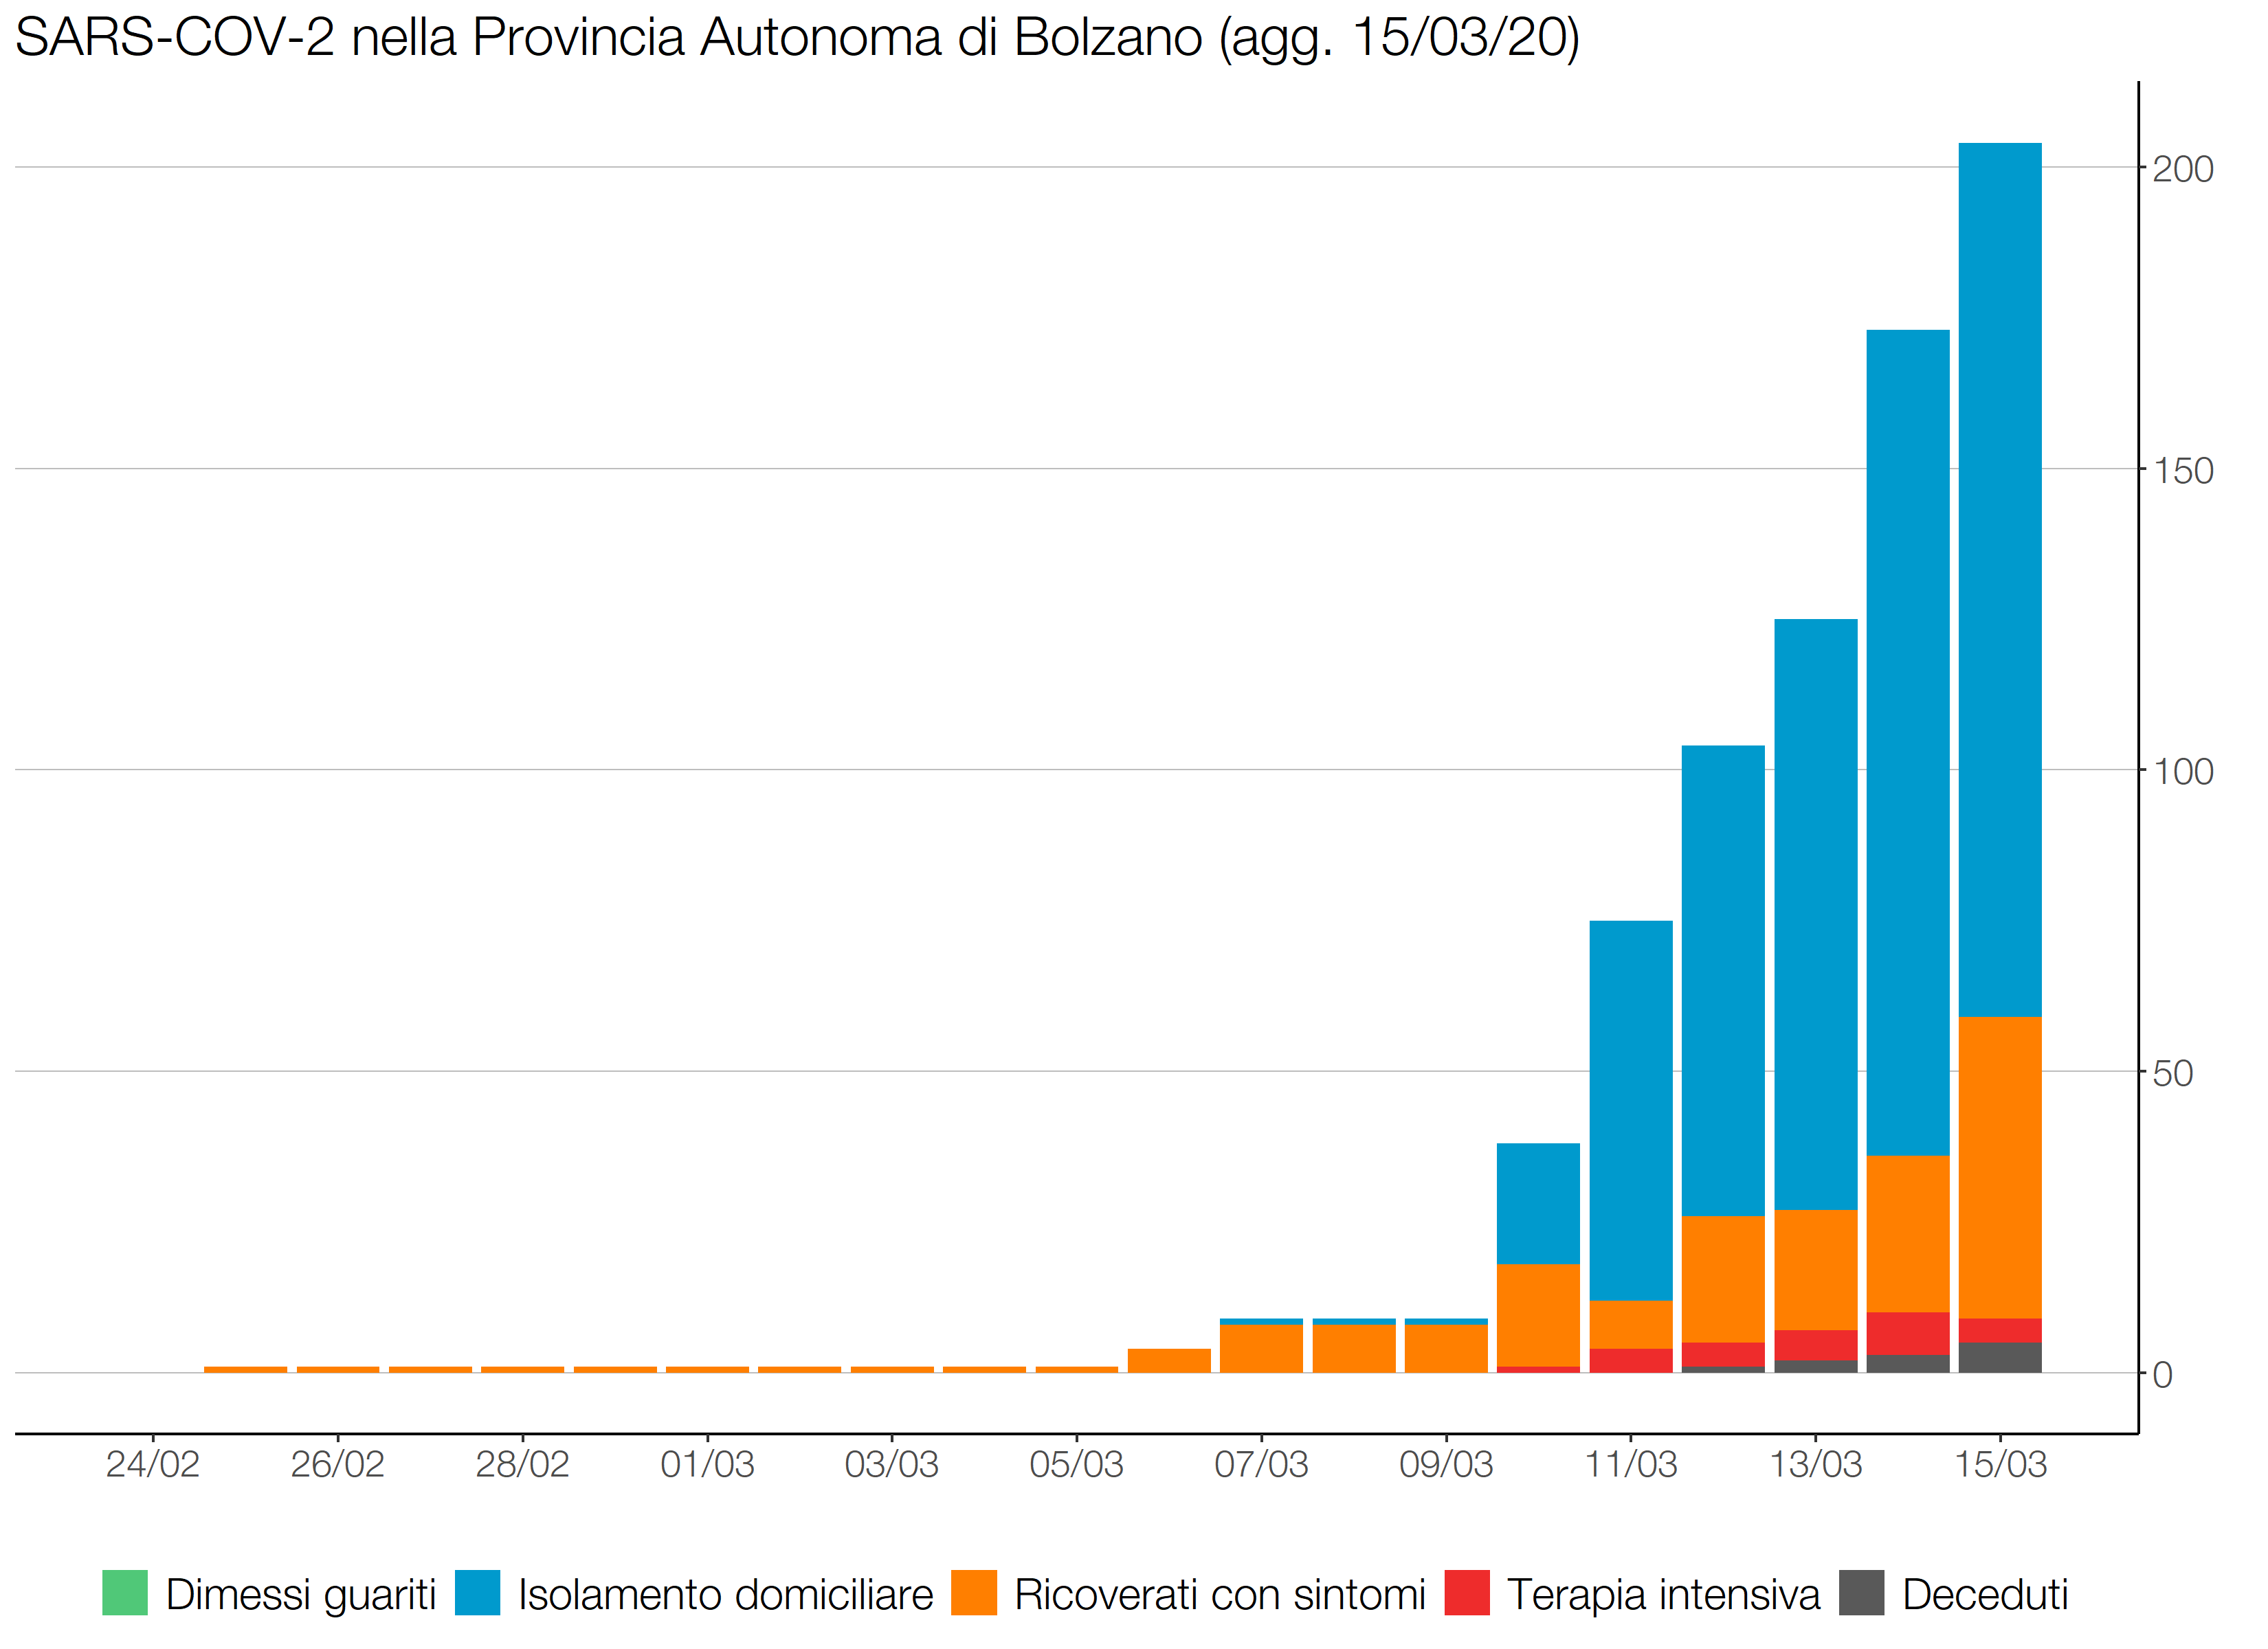 SARS-COV-2 nella Provincia Autonoma di Bolzano (agg. 15/03/20)
200
150
100
50
0
24/02 26/02 28/02 01/03 03/03 05/03 07/03 09/03 11/03 13/03 15/03
Dimessi guariti Isolamento domiciliare Ricoverati con sintomi Terapia intensiva Deceduti